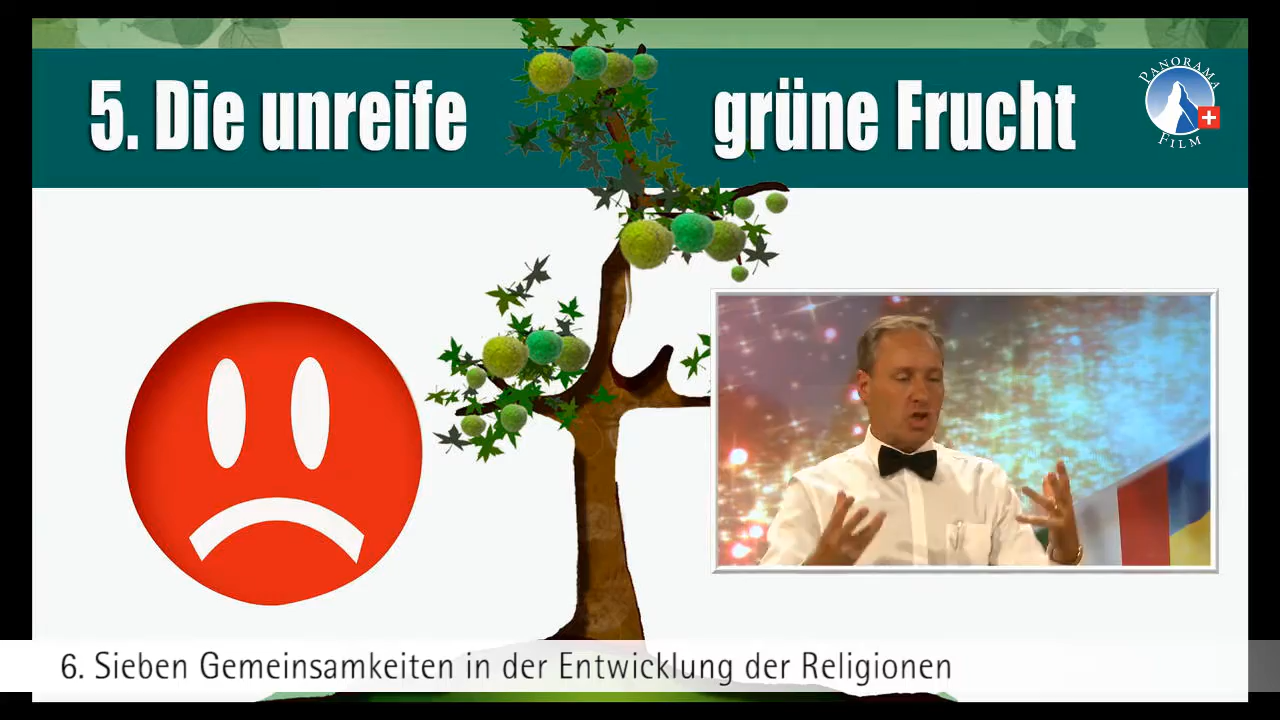 5. Die unreife grüne Frucht
PANORAMA
FILM
6. Sieben Gemeinsamkeiten in der Entwicklung der Religionen